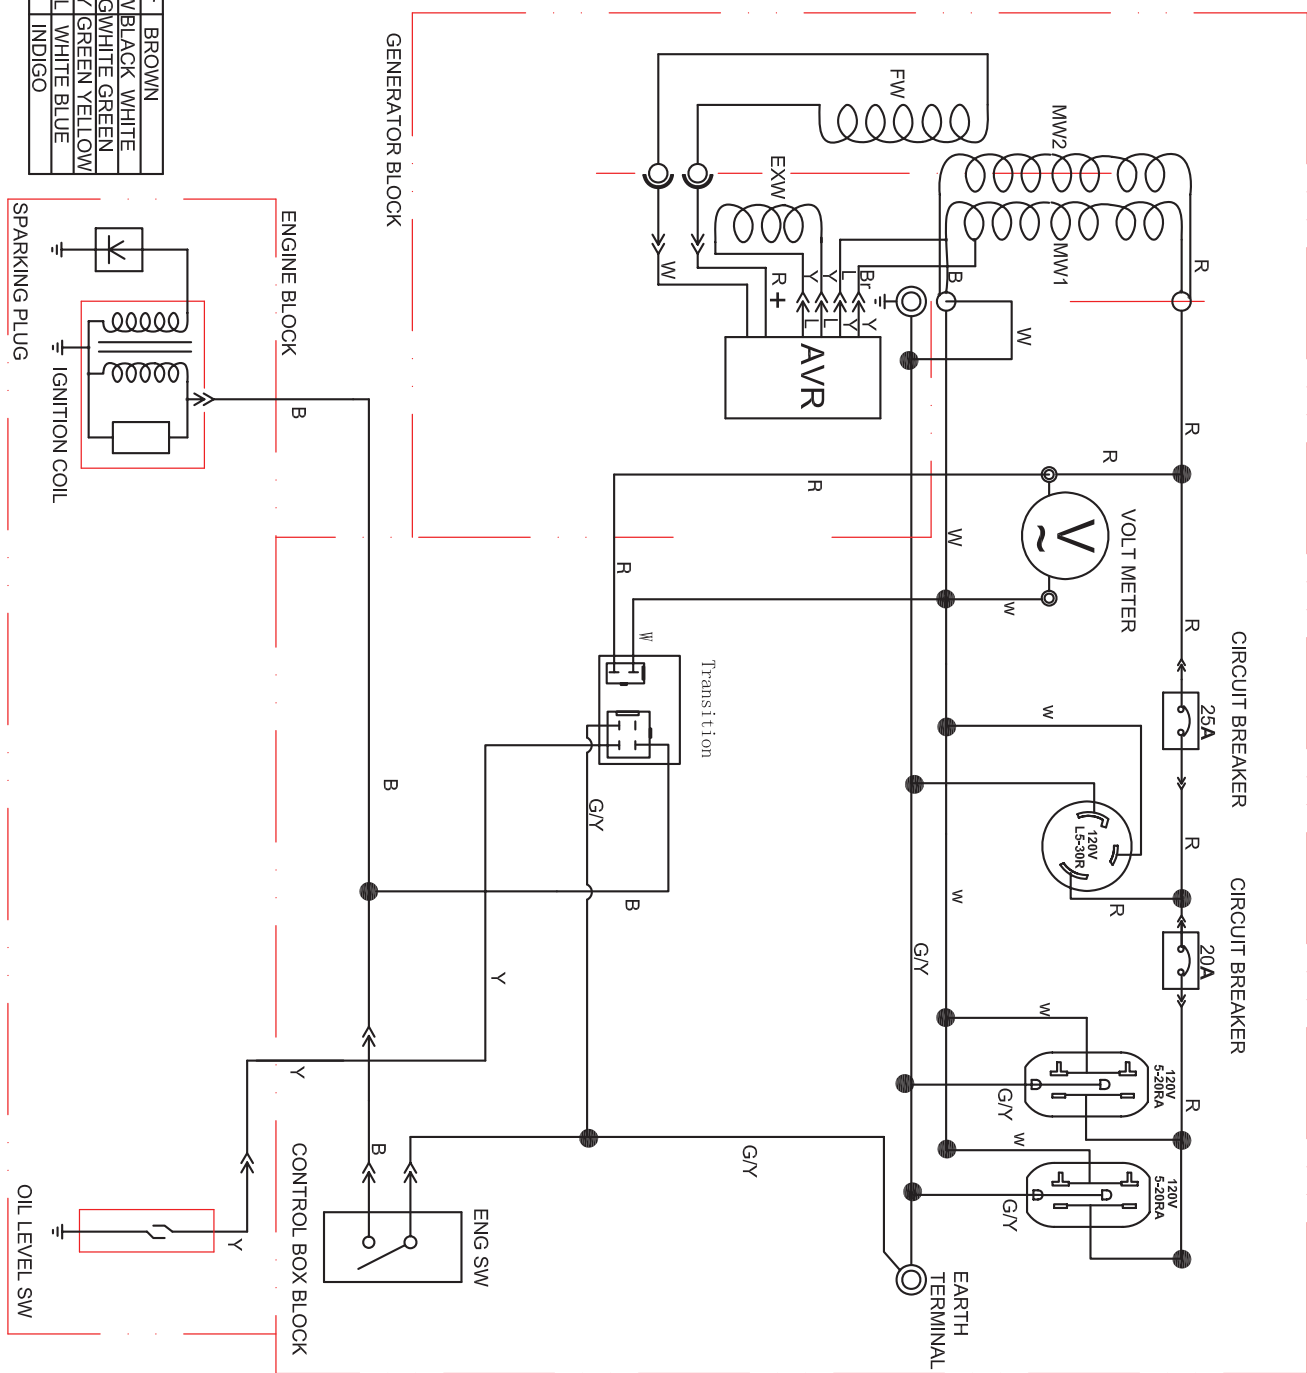 BROWN
BLACK WHITE
WHITE GREEN
GREEN YELLOW
WHITE BLUE
INDIGO
GENERATOR BLOCK
FW
EXW
MW2
MW1
R
W
R
+
Y
Y
L
Br
B
L
L
Y
Y
AVR
W
R
R
R
R
W
VOLT METER
V
~
w
R
W
Transition
CIRCUIT BREAKER
25A
R
R
w
120V
L5-30R
R
CIRCUIT BREAKER
20A
w
G/Y
w
R
120V
5-20RA
G/Y
w
120V
5-20RA
G/Y
EARTH
TERMINAL
SPARKING PLUG
ENGINE BLOCK
IGNITION COIL
B
B
G/Y
B
Y
Y
B
G/Y
CONTROL BOX BLOCK
ENG SW
Y
OIL LEVEL SW